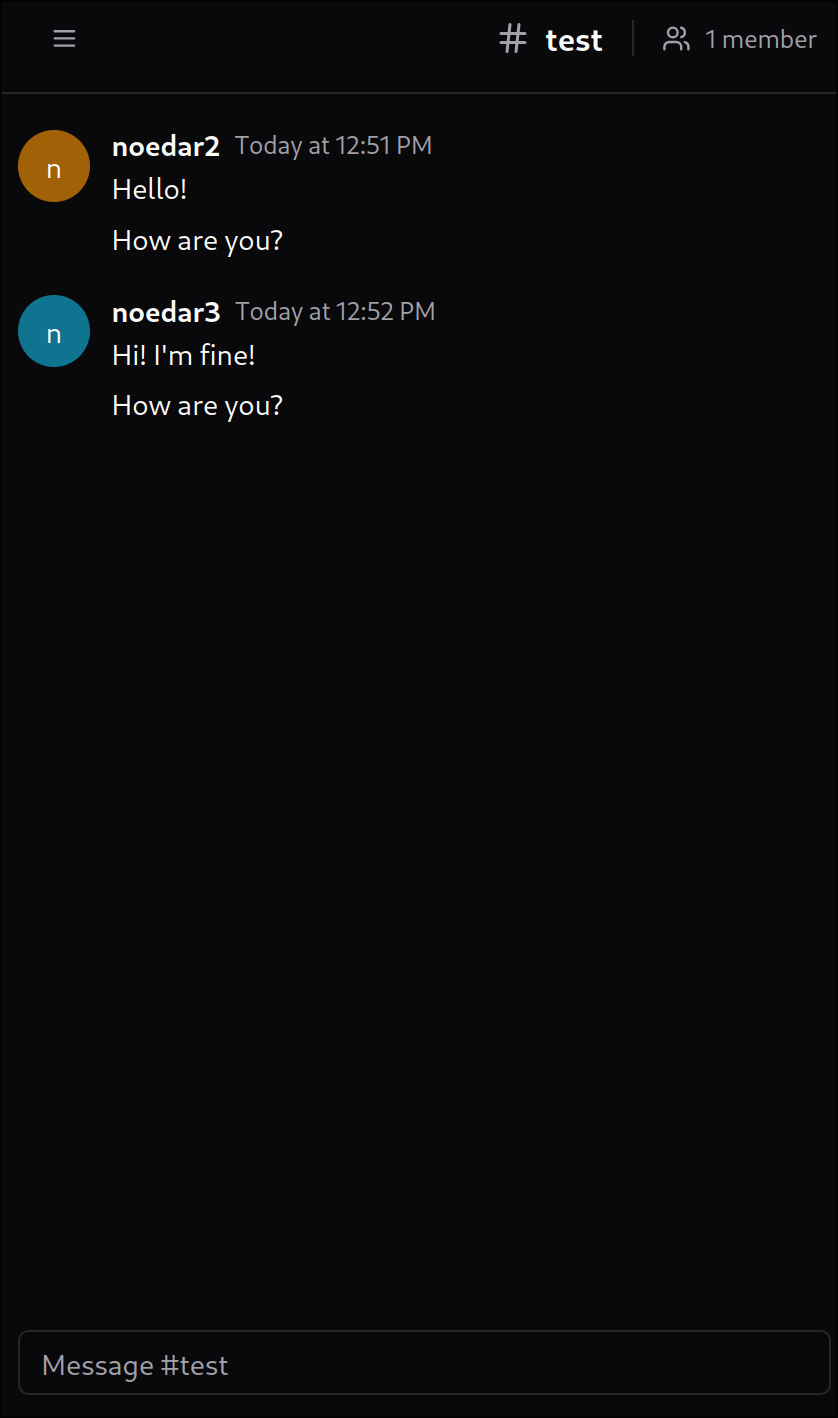 # test 1 member
n
noedar2 Today at 12:51 PM
Hello!
How are you?
n
noedar3 Today at 12:52 PM
Hi! I'm fine!
How are you?
Message #test